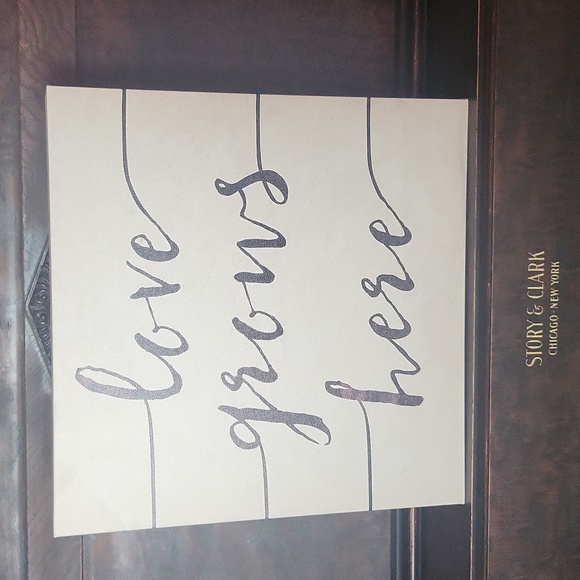 love
grows
here
STORY & CLARK
CHICAGO - NEW YORK